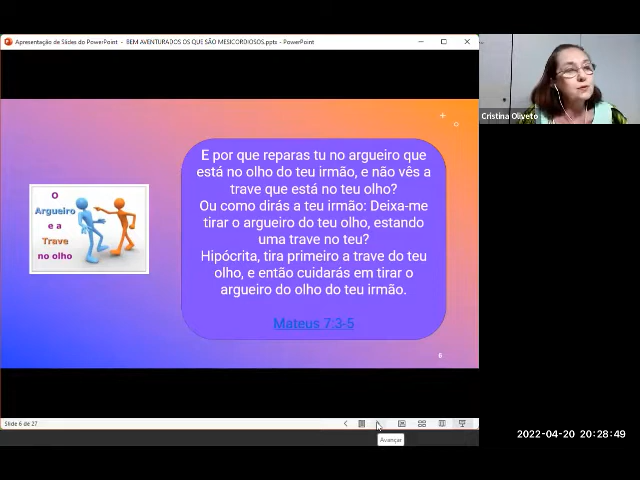 Apresentação de Slides do PowerPoint - BEM AVENTURADOS OS QUE SÃO MESICORDIOSOS.pptx - PowerPoint
Cristina Oliveto
O
Argueiro
e a
Trave
no olho
E por que reparas tu no argueiro que
está no olho do teu irmão, e não vês a
trave que está no teu olho?
Ou como dirás a teu irmão: Deixa-me
tirar o argueiro do teu olho, estando
uma trave no teu?
Hipócrita, tira primeiro a trave do teu
olho, e então cuidarás em tirar o
argueiro do olho do teu irmão.
Mateus 7:3-5
6
Slide 6 de 27
Avançar
2022-04-20 20:28:49